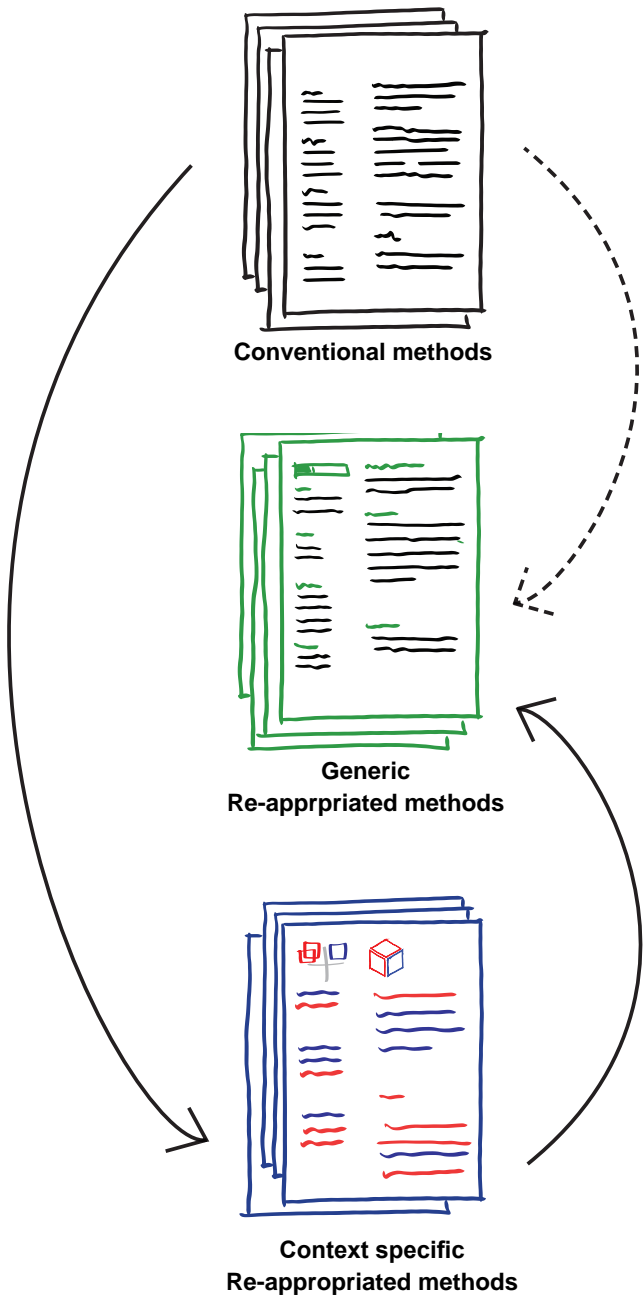 Conventional methods
Generic
Re-apprpriated methods
Context specific
Re-appropriated methods